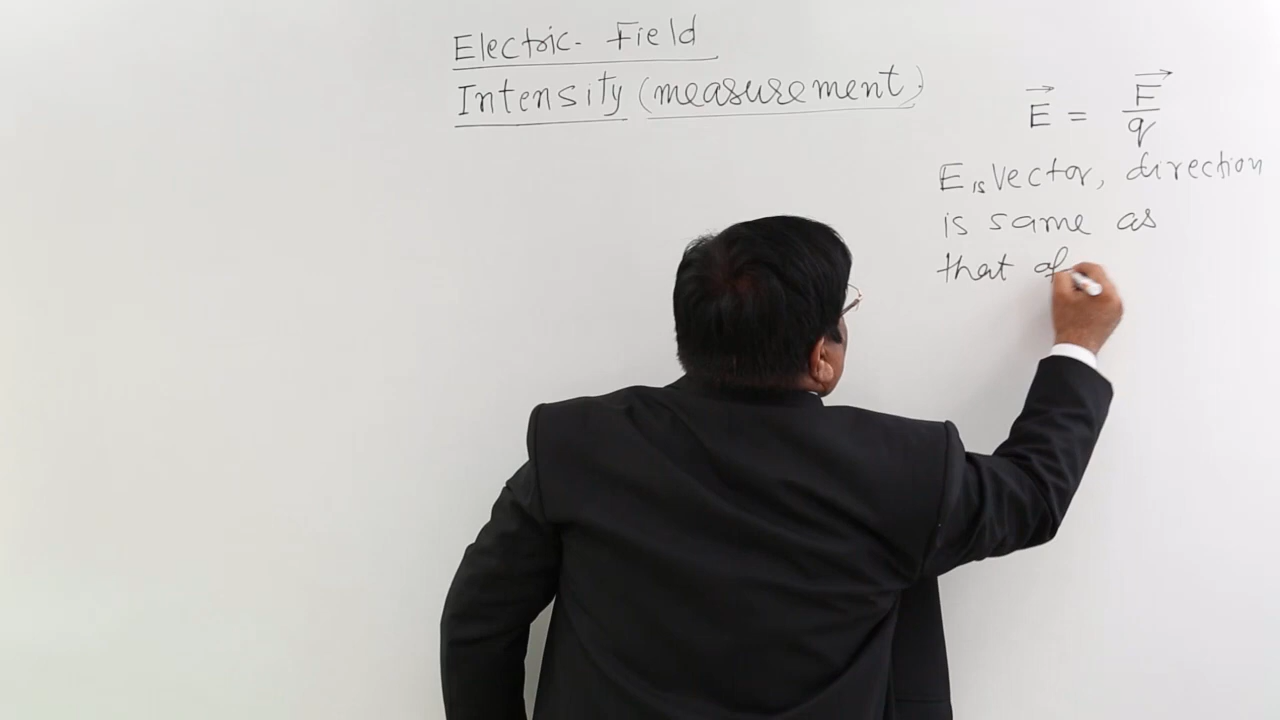 Electric. Field
Intensity (measurement)
E⃗ = F⃗/q
E is Vector, direction
is same as
that of